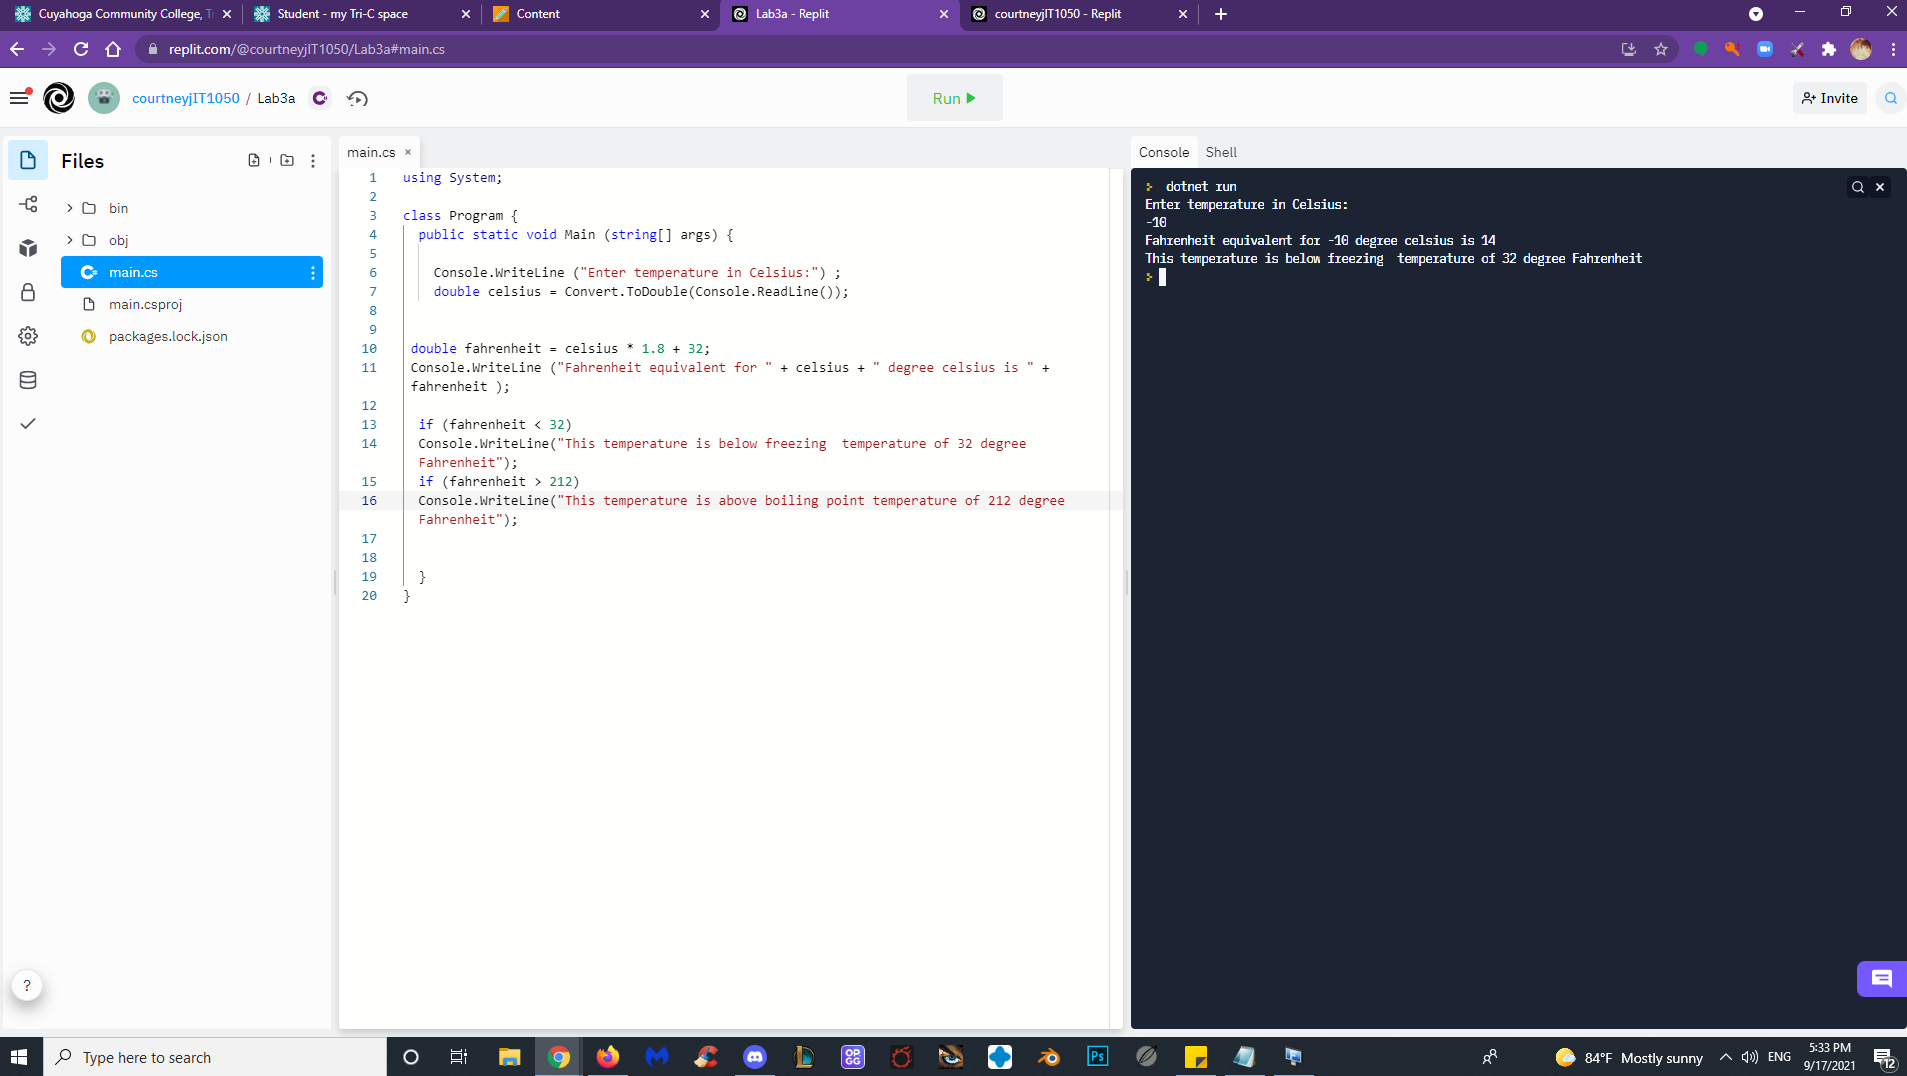 Cuyahoga Community College, T
Student - my Tri-C space
Content
Lab3a - Replit
courtneyjIT1050 - Replit
replit.com/@courtneyjIT1050/Lab3a#main.cs
courtneyjIT1050 / Lab3a
Run
Invite
Files
bin
obj
main.cs
main.csproj
packages.lock.json
main.cs
1 using System;
2
3 class Program {
4 public static void Main (string[] args) {
5
6 Console.WriteLine ("Enter temperature in Celsius:") ;
7 double celsius = Convert.ToDouble(Console.ReadLine());
8
9
10 double fahrenheit = celsius * 1.8 + 32;
11 Console.WriteLine ("Fahrenheit equivalent for " + celsius + " degree celsius is " +
fahrenheit );
12
13 if (fahrenheit < 32)
14 Console.WriteLine("This temperature is below freezing  temperature of 32 degree
Fahrenheit");
15 if (fahrenheit > 212)
16 Console.WriteLine("This temperature is above boiling point temperature of 212 degree
Fahrenheit");
17
18
19 }
20 }
Console Shell
> dotnet run
Enter temperature in Celsius:
-10
Fahrenheit equivalent for -10 degree celsius is 14
This temperature is below freezing  temperature of 32 degree Fahrenheit
>
?
Type here to search
OP.GG
Ps
84°F Mostly sunny
ENG
5:33 PM
9/17/2021
12